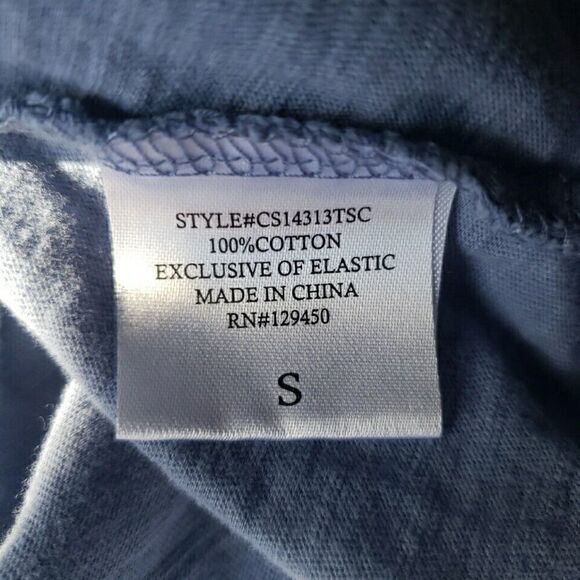 STYLE#CS14313TSC
100%COTTON
EXCLUSIVE OF ELASTIC
MADE IN CHINA
RN#129450
S